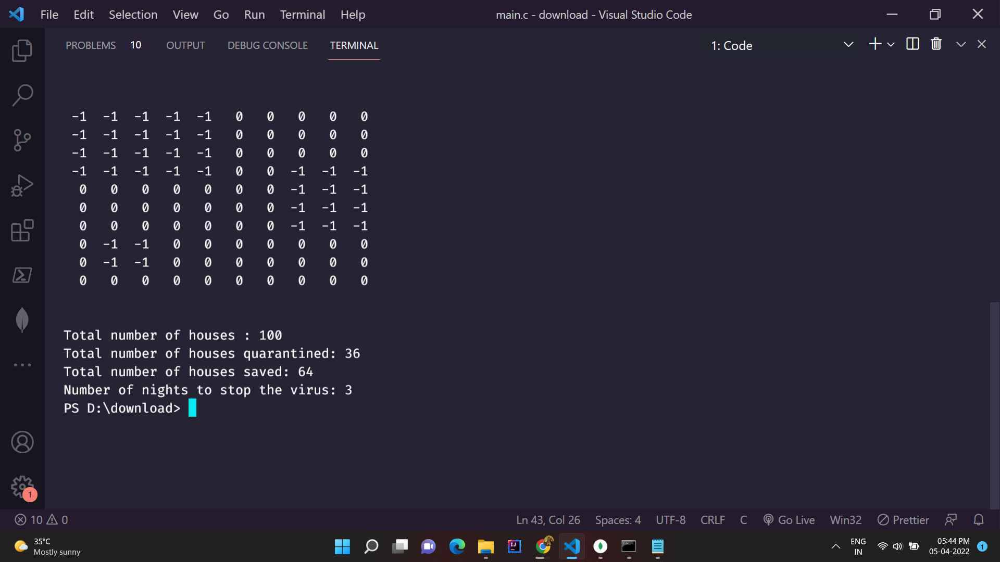 File Edit Selection View Go Run Terminal Help main.c - download - Visual Studio Code
PROBLEMS 10 OUTPUT DEBUG CONSOLE TERMINAL 1: Code
-1 -1 -1 -1 -1 0 0 0 0 0
-1 -1 -1 -1 -1 0 0 0 0 0
-1 -1 -1 -1 -1 0 0 0 0 0
-1 -1 -1 -1 -1 0 0 -1 -1 -1
0 0 0 0 0 0 0 -1 -1 -1
0 0 0 0 0 0 0 -1 -1 -1
0 0 0 0 0 0 0 -1 -1 -1
0 -1 -1 0 0 0 0 0 0 0
0 -1 -1 0 0 0 0 0 0 0
0 0 0 0 0 0 0 0 0 0
Total number of houses : 100
Total number of houses quarantined: 36
Total number of houses saved: 64
Number of nights to stop the virus: 3
PS D:\download>
1
10 0 Ln 43, Col 26 Spaces: 4 UTF-8 CRLF C Go Live Win32 Prettier
35°C
Mostly sunny
IJ
ENG
IN
05:44 PM
05-04-2022
1